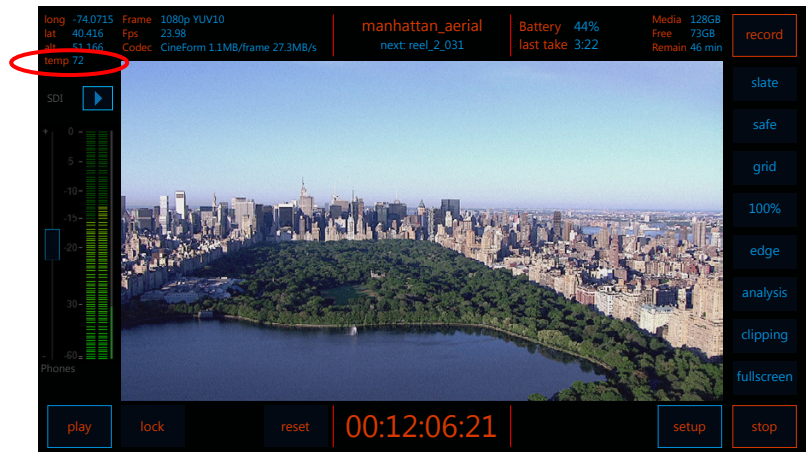 long -74.0715
lat 40.416
alt 51.166
temp 72
Frame 1080p YUV10
Fps 23.98
Codec CineForm 1.1MB/frame 27.3MB/s
manhattan_aerial
next: reel_2_031
Battery 44%
last take 3:22
Media 128GB
Free 73GB
Remain 46 min
record
SDI
slate
safe
grid
100%
edge
analysis
clipping
fullscreen
+ 0 -
-5 -
-10-
-15-
-20-
-30-
- -60-
Phones
play
lock
reset
00:12:06:21
setup
stop